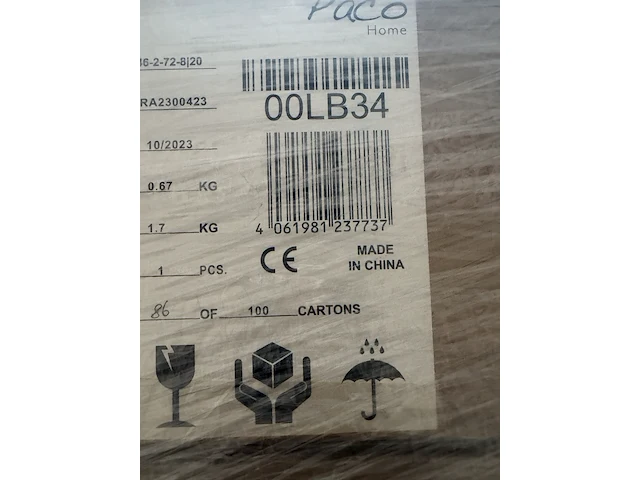 Paco
Home
36-2-72-8|20
RA2300423
00LB34
10/2023
0.67 KG
4 061981 237737
1.7 KG
CE
MADE
IN CHINA
1 PCS.
86 OF 100 CARTONS